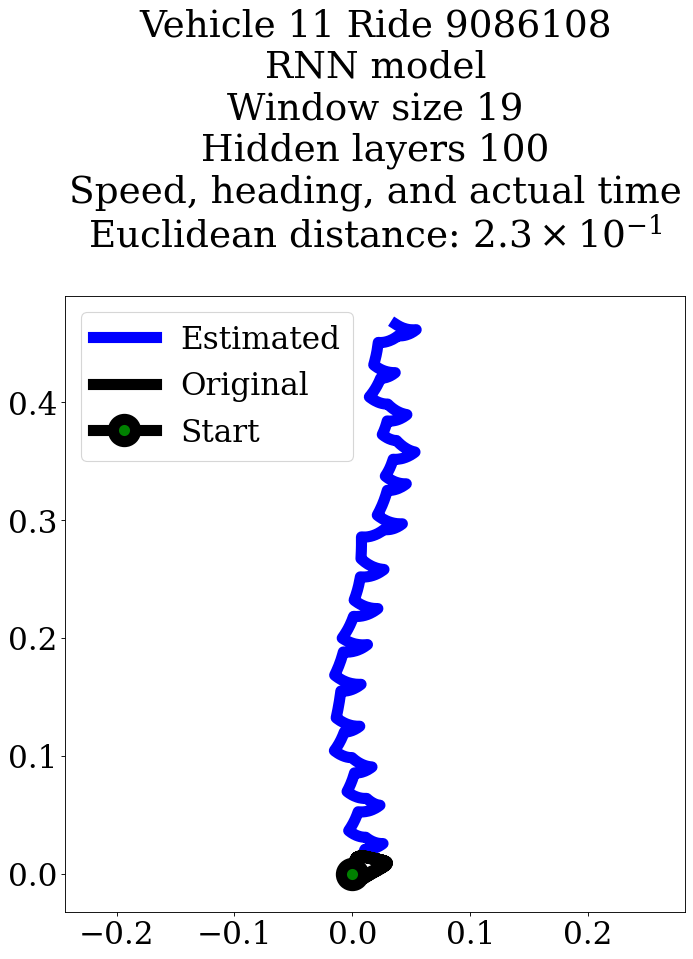 Vehicle 11 Ride 9086108
RNN model
Window size 19
Hidden layers 100
Speed, heading, and actual time
Euclidean distance: 2.3 × 10⁻¹
Estimated
Original
Start
0.4
0.3
0.2
0.1
0.0
−0.2 −0.1 0.0 0.1 0.2